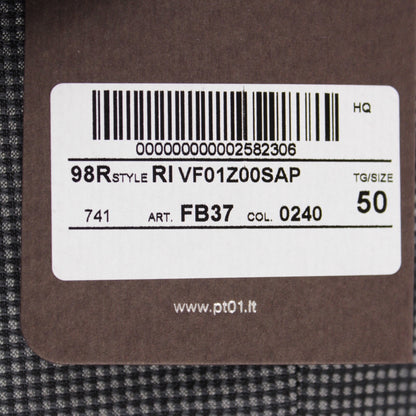 HQ
000000000002582306
98R STYLE RI VF01Z00SAP TG/SIZE
741 ART. FB37 COL. 0240 50
www.pt01.it